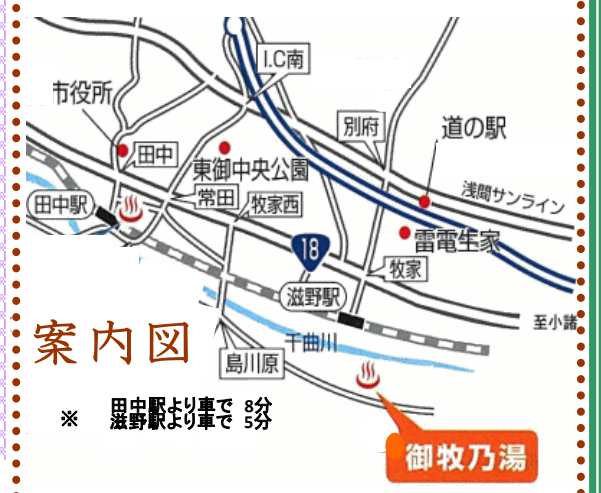 I.C南
市役所
別府
道の駅
田中
東御中央公園
浅間サンライン
田中駅
常田
牧家西
雷電生家
18
牧家
滋野駅
至小諸
千曲川
案内図
島川原
※ 田中駅より車で 8分
滋野駅より車で 5分
御牧乃湯